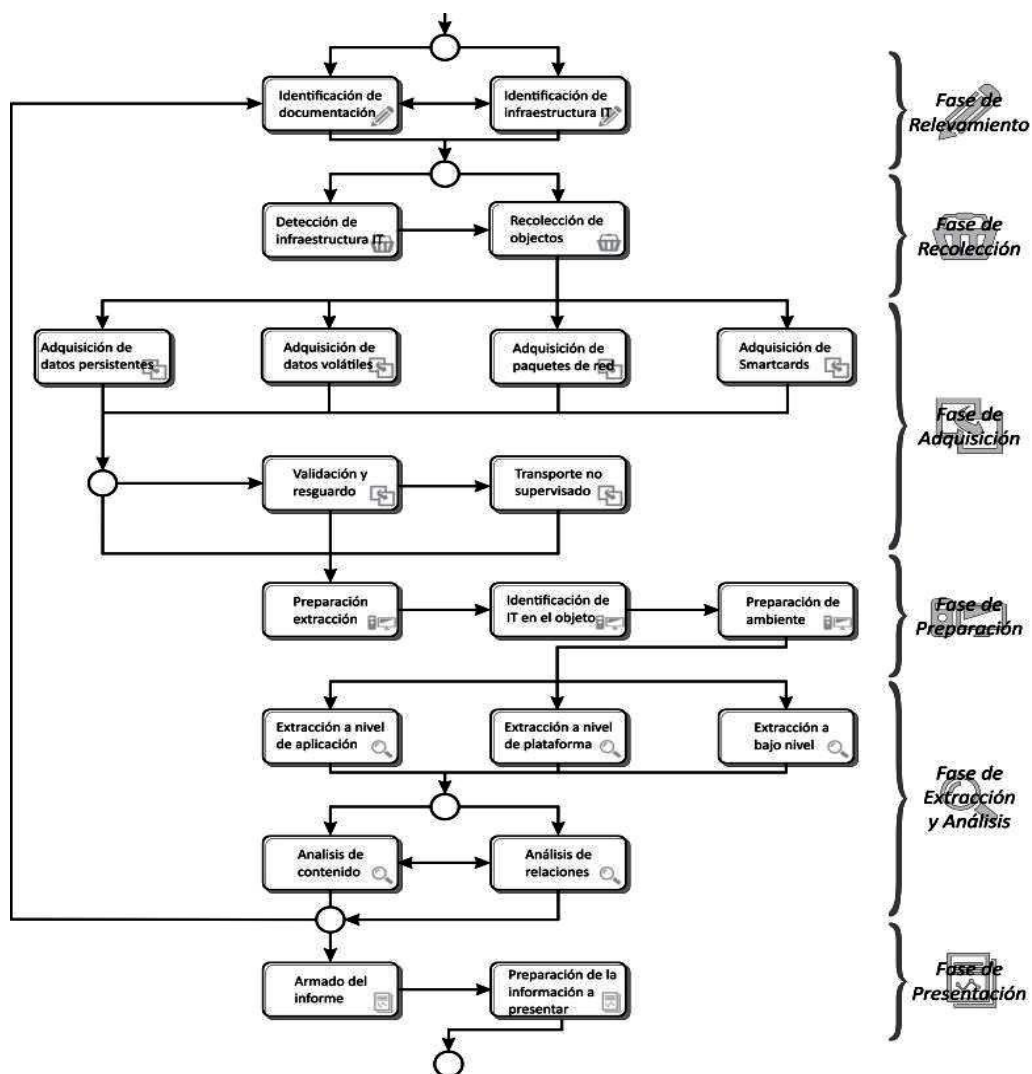 Identificación de
documentación
Identificación de
infraestructura IT
Fase de
Relevamiento
Detección de
infraestructura IT
Recolección de
objetos
Fase de
Recolección
Adquisición de
datos persistentes
Adquisición de
datos volátiles
Adquisición de
paquetes de red
Adquisición de
Smartcards
Fase de
Adquisición
Validación y
resguardo
Transporte no
supervisado
Preparación
extracción
Identificación de
IT en el objeto
Preparación de
ambiente
Fase de
Preparación
Extracción a nivel
de aplicación
Extracción a nivel
de plataforma
Extracción a
bajo nivel
Fase de
Extracción
y Análisis
Analisis de
contenido
Análisis de
relaciones
Armado del
informe
Preparación de la
información a
presentar
Fase de
Presentación